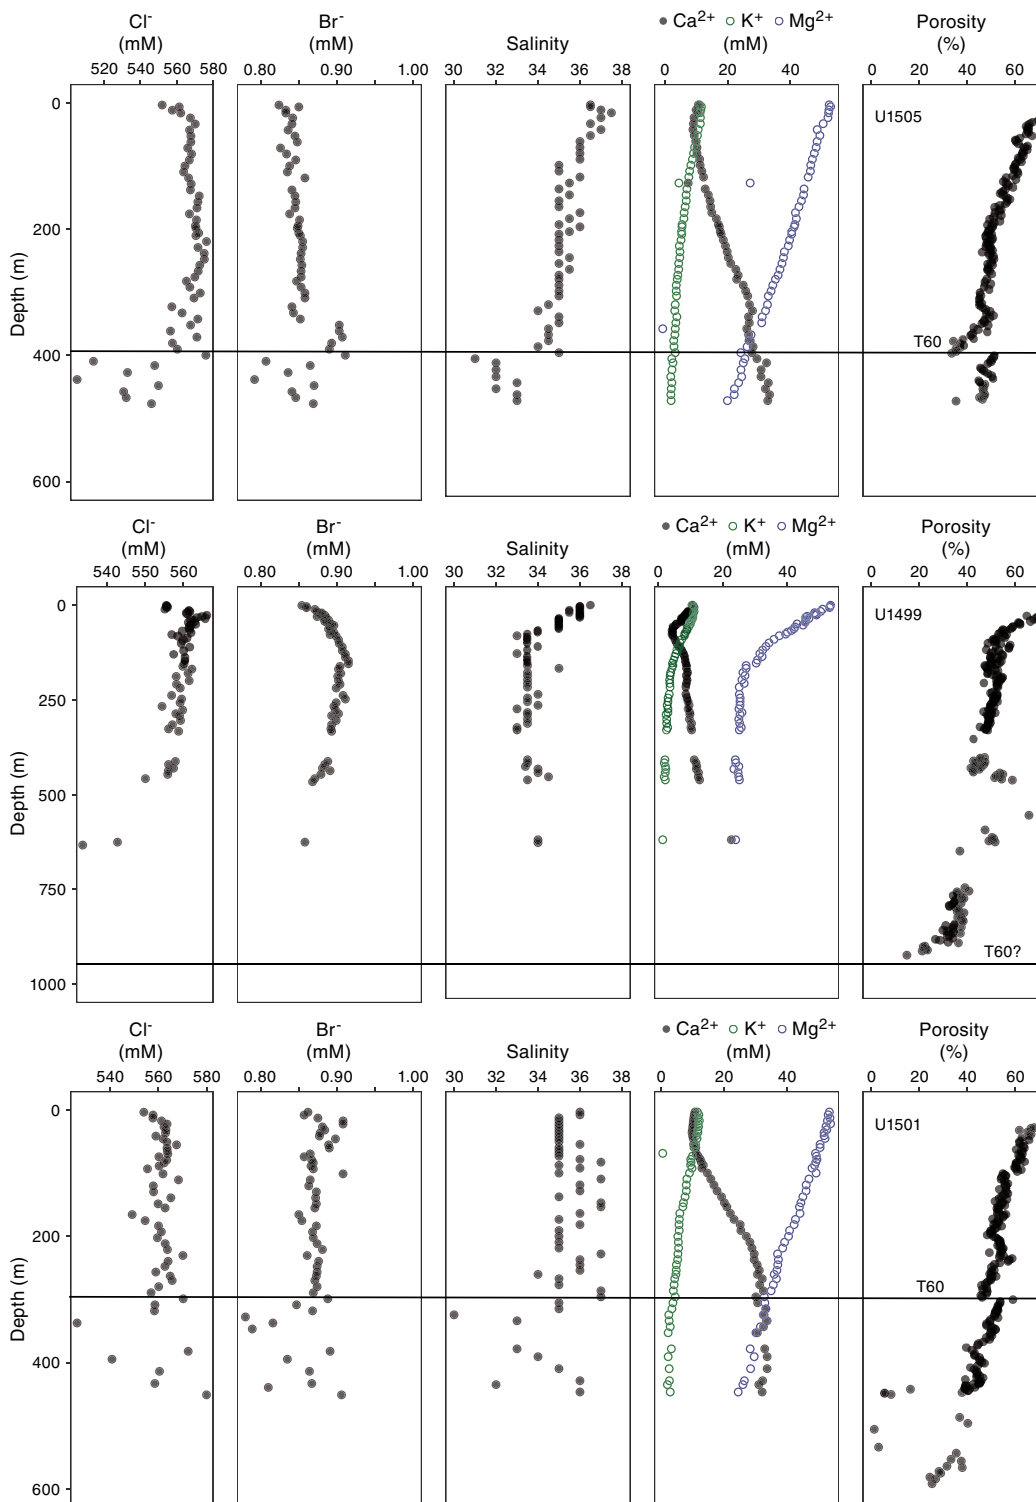 Cl⁻ Br⁻ ● Ca²⁺ ○ K⁺ ○ Mg²⁺ Porosity
(mM) (mM) Salinity (mM) (%)
520 540 560 580 0.80 0.90 1.00 30 32 34 36 38 0 20 40 0 20 40 60
0
U1505
200
Depth (m)
T60
400
600
Cl⁻ Br⁻ ● Ca²⁺ ○ K⁺ ○ Mg²⁺ Porosity
(mM) (mM) Salinity (mM) (%)
540 550 560 0.80 0.90 1.00 30 32 34 36 38 0 20 40 0 20 40 60
0
U1499
250
Depth (m)
500
750
T60?
1000
Cl⁻ Br⁻ ● Ca²⁺ ○ K⁺ ○ Mg²⁺ Porosity
(mM) (mM) Salinity (mM) (%)
540 560 580 0.80 0.90 1.00 30 32 34 36 38 0 20 40 0 20 40 60
0
U1501
200
T60
Depth (m)
400
600